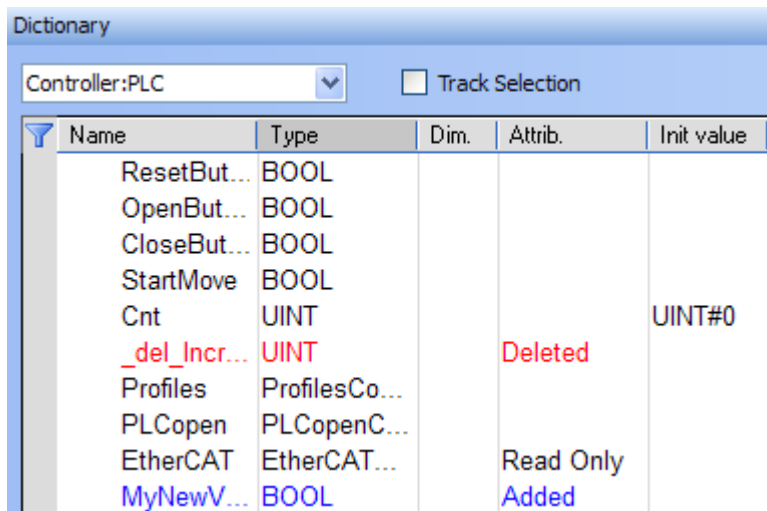 Dictionary
Controller:PLC Track Selection
Name Type Dim. Attrib. Init value
ResetBut... BOOL
OpenBut... BOOL
CloseBut... BOOL
StartMove BOOL
Cnt UINT UINT#0
_del_Incr... UINT Deleted
Profiles ProfilesCo...
PLCopen PLCopenC...
EtherCAT EtherCAT... Read Only
MyNewV... BOOL Added